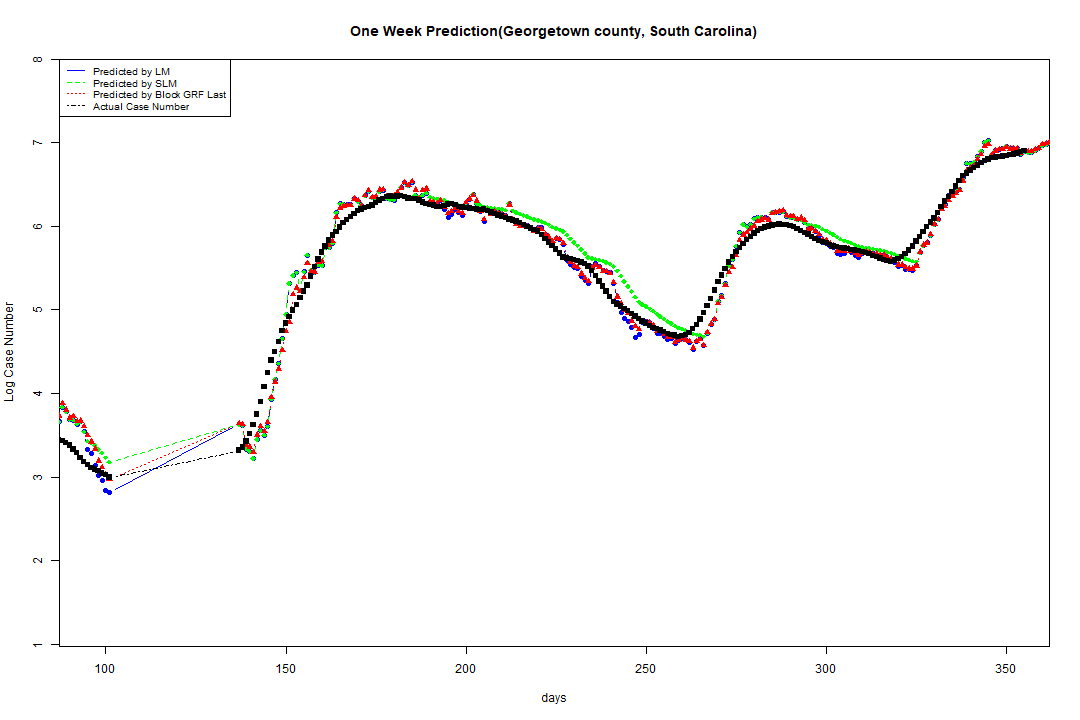 One Week Prediction(Georgetown county, South Carolina)
Predicted by LM
Predicted by SLM
Predicted by Block GRF Last
Actual Case Number
8
7
6
5
4
3
2
1
Log Case Number
100 150 200 250 300 350
days